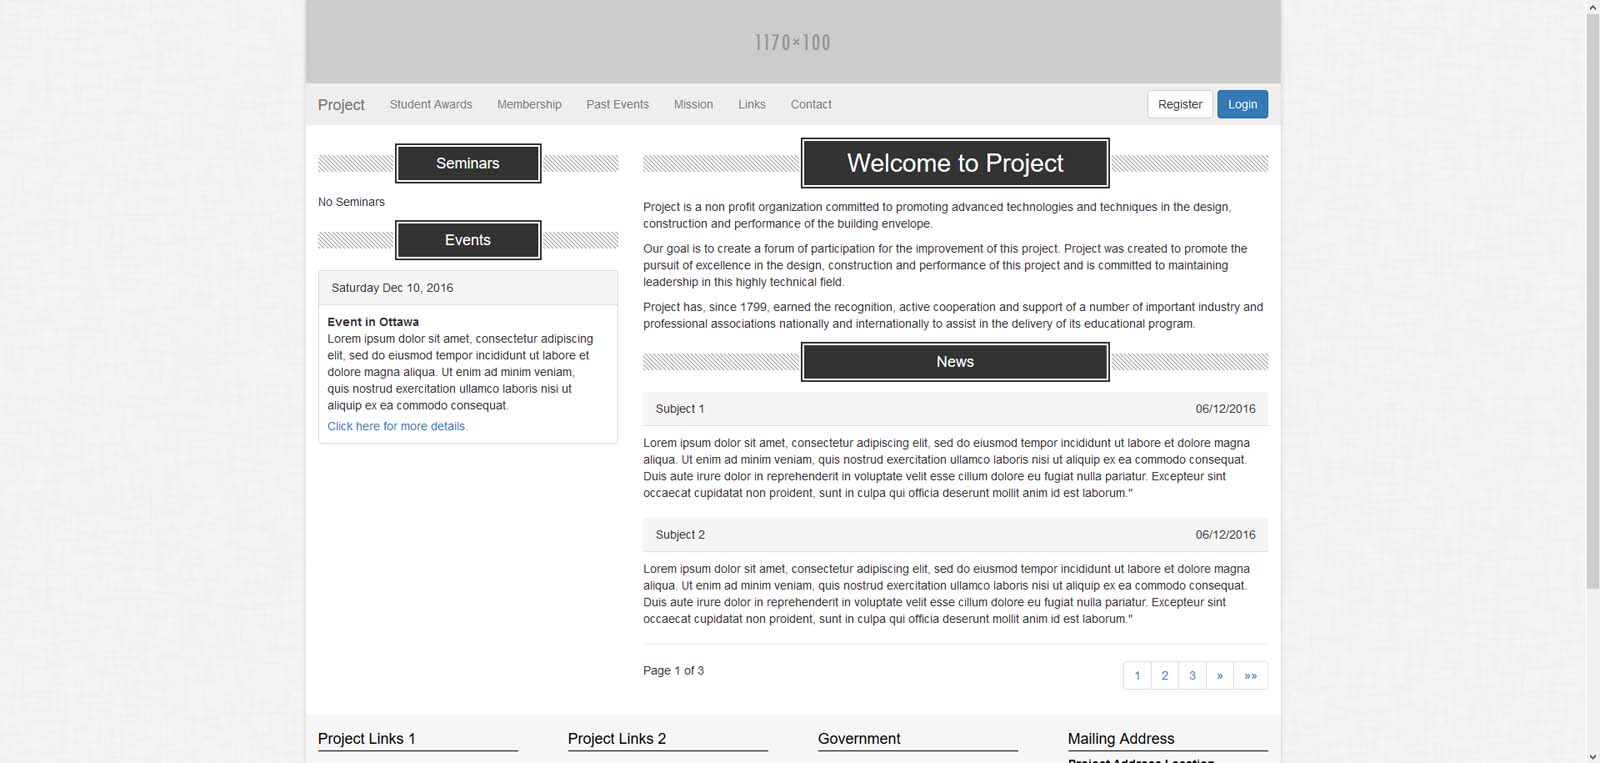 1170×100
Project Student Awards Membership Past Events Mission Links Contact Register Login
Seminars
No Seminars
Events
Saturday Dec 10, 2016
Event in Ottawa
Lorem ipsum dolor sit amet, consectetur adipiscing
elit, sed do eiusmod tempor incididunt ut labore et
dolore magna aliqua. Ut enim ad minim veniam,
quis nostrud exercitation ullamco laboris nisi ut
aliquip ex ea commodo consequat.
Click here for more details.
Welcome to Project
Project is a non profit organization committed to promoting advanced technologies and techniques in the design,
construction and performance of the building envelope.
Our goal is to create a forum of participation for the improvement of this project. Project was created to promote the
pursuit of excellence in the design, construction and performance of this project and is committed to maintaining
leadership in this highly technical field.
Project has, since 1799, earned the recognition, active cooperation and support of a number of important industry and
professional associations nationally and internationally to assist in the delivery of its educational program.
News
Subject 1 06/12/2016
Lorem ipsum dolor sit amet, consectetur adipiscing elit, sed do eiusmod tempor incididunt ut labore et dolore magna
aliqua. Ut enim ad minim veniam, quis nostrud exercitation ullamco laboris nisi ut aliquip ex ea commodo consequat.
Duis aute irure dolor in reprehenderit in voluptate velit esse cillum dolore eu fugiat nulla pariatur. Excepteur sint
occaecat cupidatat non proident, sunt in culpa qui officia deserunt mollit anim id est laborum."
Subject 2 06/12/2016
Lorem ipsum dolor sit amet, consectetur adipiscing elit, sed do eiusmod tempor incididunt ut labore et dolore magna
aliqua. Ut enim ad minim veniam, quis nostrud exercitation ullamco laboris nisi ut aliquip ex ea commodo consequat.
Duis aute irure dolor in reprehenderit in voluptate velit esse cillum dolore eu fugiat nulla pariatur. Excepteur sint
occaecat cupidatat non proident, sunt in culpa qui officia deserunt mollit anim id est laborum."
Page 1 of 3 1 2 3 » »»
Project Links 1 Project Links 2 Government Mailing Address
Project Address Location